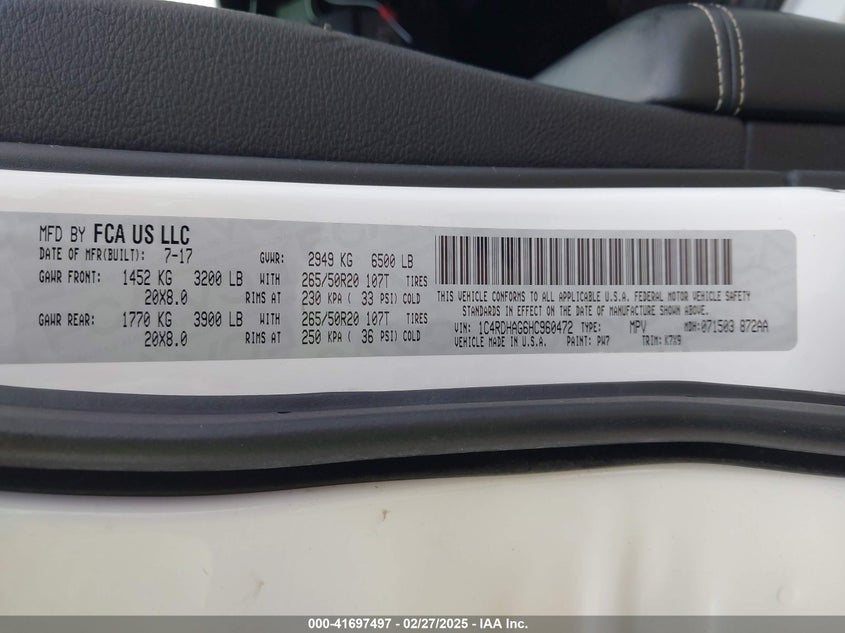 MFD BY FCA US LLC
DATE OF MFR(BUILT): 7-17 GVWR: 2949 KG 6500 LB
GAWR FRONT: 1452 KG 3200 LB WITH 265/50R20 107T TIRES
20X8.0 RIMS AT 230 KPA ( 33 PSI) COLD
GAWR REAR: 1770 KG 3900 LB WITH 265/50R20 107T TIRES
20X8.0 RIMS AT 250 KPA ( 36 PSI) COLD
THIS VEHICLE CONFORMS TO ALL APPLICABLE U.S.A. FEDERAL MOTOR VEHICLE SAFETY
STANDARDS IN EFFECT ON THE DATE OF MANUFACTURE SHOWN ABOVE.
VIN: 1C4RDHAG6HC960472 TYPE: MPV MDH: 071503 872AA
VEHICLE MADE IN U.S.A. PAINT: PW7 TRIM: K7X9
000-41697497 - 02/27/2025 - IAA Inc.